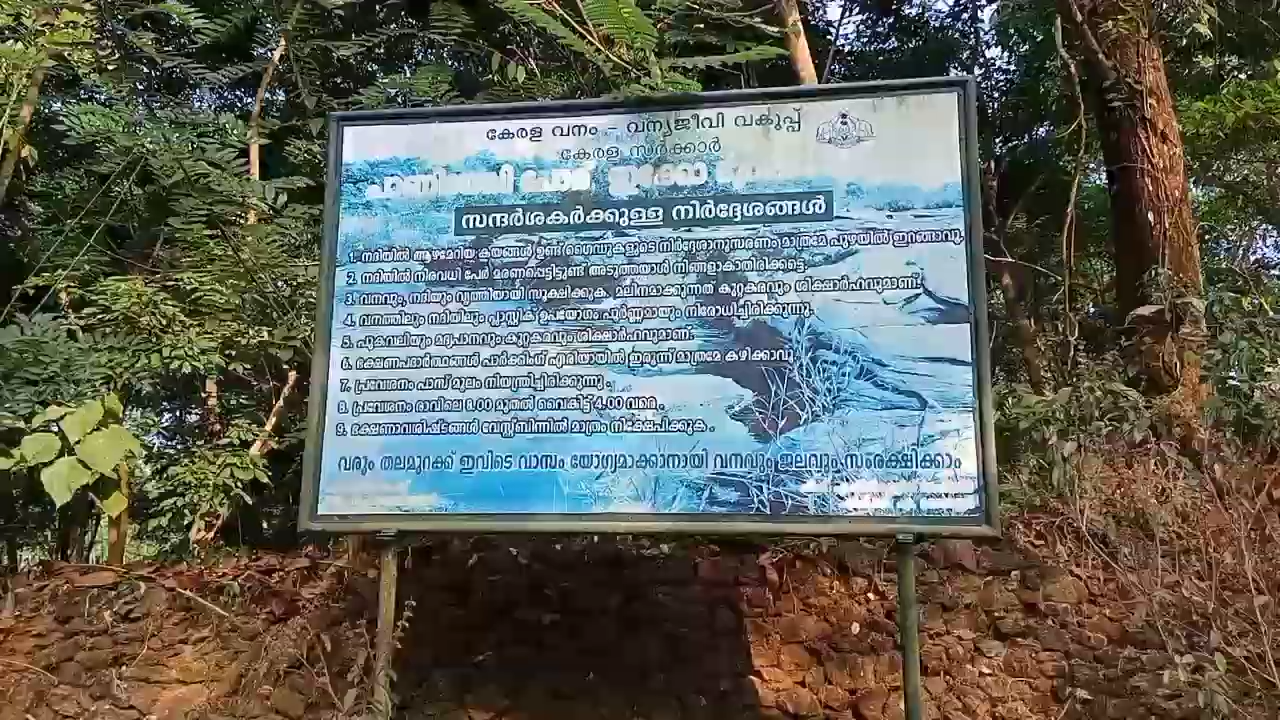 കേരള വനം - വന്യജീവി വകുപ്പ്
കേരള സർക്കാർ
സന്ദർശകർക്കുള്ള നിർദ്ദേശങ്ങൾ
1. നദിയിൽ ആഴമേറിയ കയങ്ങൾ ഉണ്ട് ഗൈഡുകളുടെ നിർദ്ദേശാനുസരണം മാത്രമേ പുഴയിൽ ഇറങ്ങാവൂ.
2. നദിയിൽ നിരവധി പേർ മരണപ്പെട്ടിട്ടുണ്ട് അടുത്തയാൾ നിങ്ങളാകാതിരിക്കട്ടെ.
3. വനവും, നദിയും വൃത്തിയായി സൂക്ഷിക്കുക. മലിനമാക്കുന്നത് കുറ്റകരവും ശിക്ഷാർഹവുമാണ്.
4. വനത്തിലും നദിയിലും പ്ലാസ്റ്റിക് ഉപയോഗം പൂർണ്ണമായും നിരോധിച്ചിരിക്കുന്നു.
5. പുകവലിയും മദ്യപാനവും കുറ്റകരവും ശിക്ഷാർഹവുമാണ്.
6. ഭക്ഷണപദാർത്ഥങ്ങൾ പാർക്കിംഗ് ഏരിയായിൽ ഇരുന്ന് മാത്രമേ കഴിക്കാവൂ
7. പ്രവേശനം പാസ് മൂലം നിയന്ത്രിച്ചിരിക്കുന്നു.
8. പ്രവേശനം രാവിലെ 8.00 മുതൽ വൈകിട്ട് 4.00 വരെ.
9. ഭക്ഷണാവശിഷ്ടങ്ങൾ വേസ്റ്റ് ബിന്നിൽ മാത്രം നിക്ഷേപിക്കുക.
വരും തലമുറക്ക് ഇവിടെ വാസം യോഗ്യമാക്കാനായി വനവും ജലവും സംരക്ഷിക്കാം